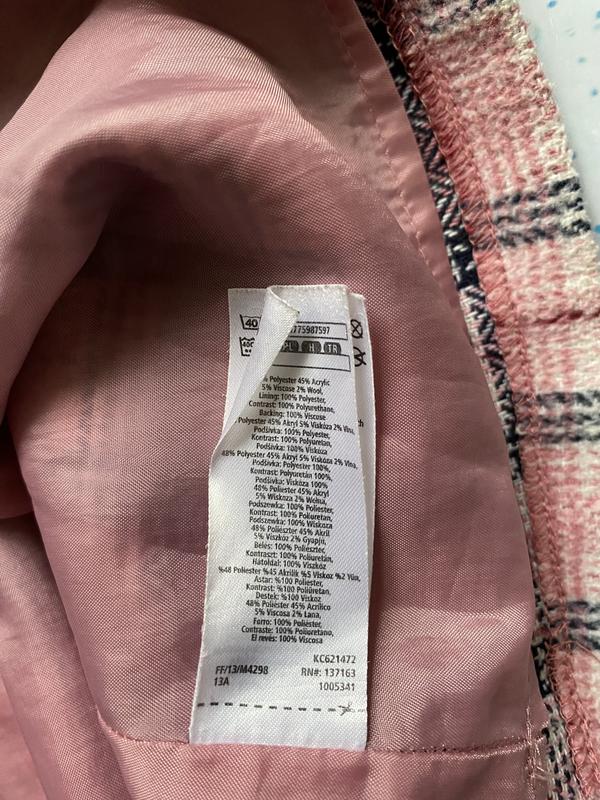 40
775987597
PL H TR
% Polyester 45% Acrylic
5% Viscose 2% Wool,
Lining: 100% Polyester,
Contrast: 100% Polyurethane,
Backing: 100% Viscose
Polyester 45% Akryl 5% Viskóza 2% Vlna,
Podšívka: 100% Polyester,
Kontrast: 100% Polyuretan,
Podšívka: 100% Viskóza
48% Polyester 45% Akryl 5% Viskóza 2% Vlna,
Podšívka: Polyester 100%,
Kontrast: Polyuretán 100%,
Podšívka: Viskóza 100%
48% Poliester 45% Akryl
5% Wiskoza 2% Wełna,
Podszewka: 100% Poliester,
Kontrast: 100% Poliuretan,
Podszewka: 100% Wiskoza
48% Poliészter 45% Akril
5% Viszkóz 2% Gyapjú,
Bélés: 100% Poliészter,
Kontraszt: 100% Poliuretán,
Hátoldal: 100% Viszkóz
%48 Polyester %45 Akrilik %5 Viskoz %2 Yün,
Astar: %100 Polyester,
Kontrast: %100 Poliüretan,
Destek: %100 Viskoz
48% Poliéster 45% Acrílico
5% Viscosa 2% Lana,
Forro: 100% Poliéster,
Contraste: 100% Poliuretano,
El revés: 100% Viscosa
KC621472
FF/13/M4298 RN#: 137163
13A 1005341